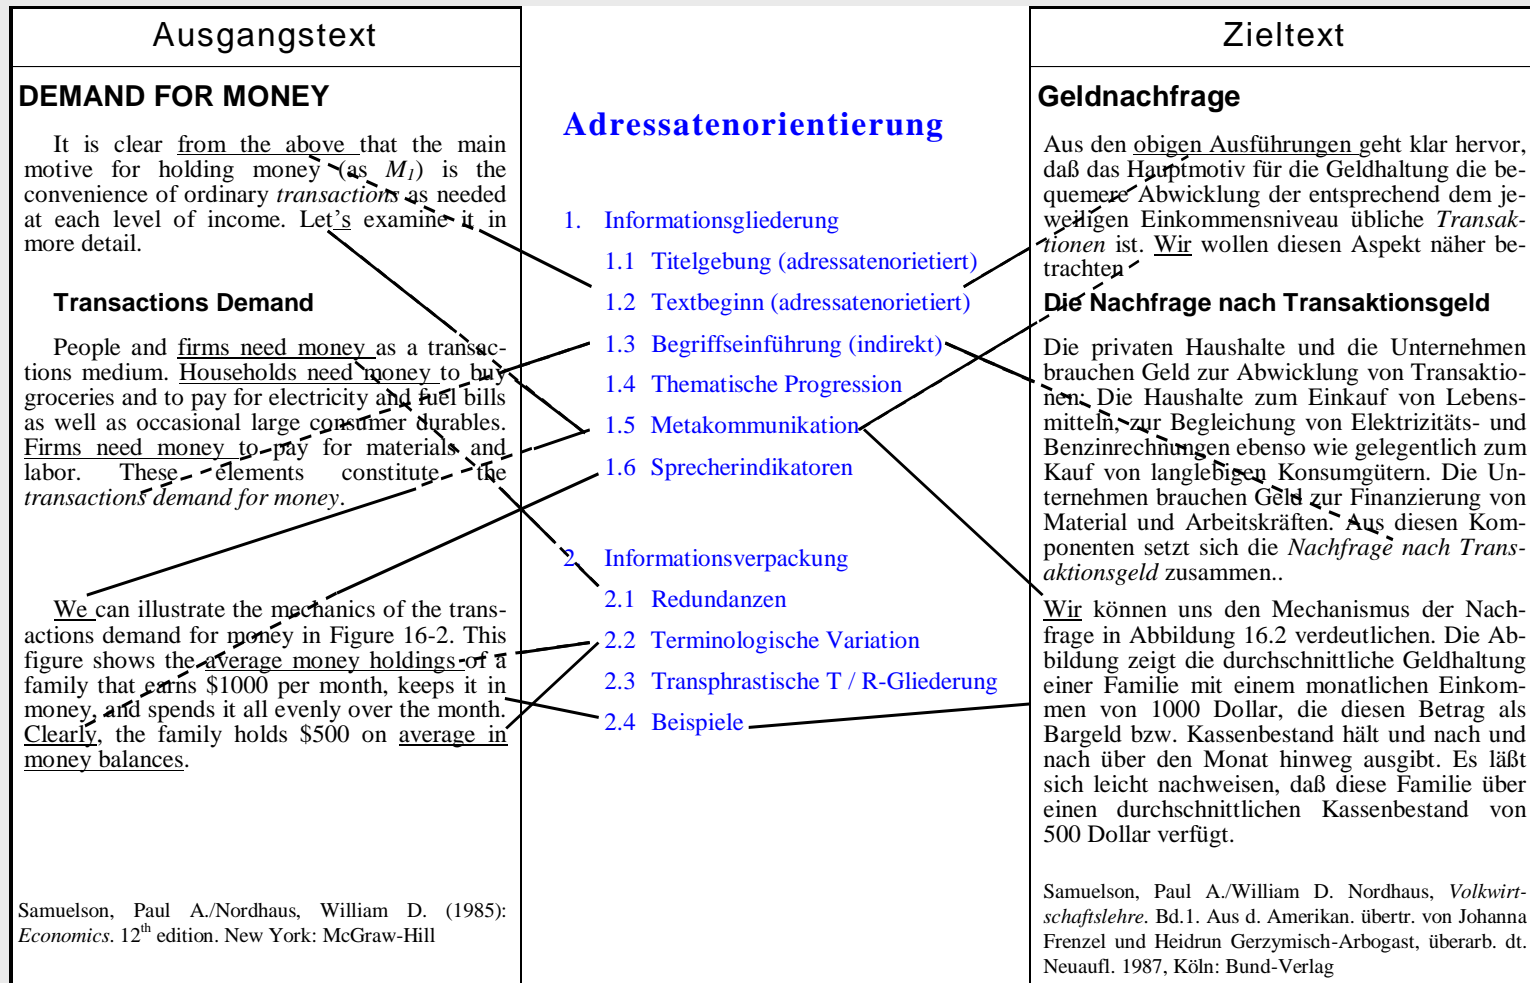 Ausgangstext
DEMAND FOR MONEY
It is clear from the above that the main
motive for holding money (as M1) is the
convenience of ordinary transactions as needed
at each level of income. Let's examine it in
more detail.
Transactions Demand
People and firms need money as a transac-
tions medium. Households need money to buy
groceries and to pay for electricity and fuel bills
as well as occasional large consumer durables.
Firms need money to pay for materials and
labor. These elements constitute the
transactions demand for money.
We can illustrate the mechanics of the trans-
actions demand for money in Figure 16-2. This
figure shows the average money holdings of a
family that earns $1000 per month, keeps it in
money, and spends it all evenly over the month.
Clearly, the family holds $500 on average in
money balances.
Samuelson, Paul A./Nordhaus, William D. (1985):
Economics. 12th edition. New York: McGraw-Hill
Adressatenorientierung
1. Informationsgliederung
1.1 Titelgebung (adressatenorietiert)
1.2 Textbeginn (adressatenorietiert)
1.3 Begriffseinführung (indirekt)
1.4 Thematische Progression
1.5 Metakommunikation
1.6 Sprecherindikatoren
2. Informationsverpackung
2.1 Redundanzen
2.2 Terminologische Variation
2.3 Transphrastische T / R-Gliederung
2.4 Beispiele
Zieltext
Geldnachfrage
Aus den obigen Ausführungen geht klar hervor,
daß das Hauptmotiv für die Geldhaltung die be-
quemere Abwicklung der entsprechend dem je-
weiligen Einkommensniveau übliche Transak-
tionen ist. Wir wollen diesen Aspekt näher be-
trachten
Die Nachfrage nach Transaktionsgeld
Die privaten Haushalte und die Unternehmen
brauchen Geld zur Abwicklung von Transaktio-
nen: Die Haushalte zum Einkauf von Lebens-
mitteln, zur Begleichung von Elektrizitäts- und
Benzinrechnungen ebenso wie gelegentlich zum
Kauf von langlebigen Konsumgütern. Die Un-
ternehmen brauchen Geld zur Finanzierung von
Material und Arbeitskräften. Aus diesen Kom-
ponenten setzt sich die Nachfrage nach Trans-
aktionsgeld zusammen..
Wir können uns den Mechanismus der Nach-
frage in Abbildung 16.2 verdeutlichen. Die Ab-
bildung zeigt die durchschnittliche Geldhaltung
einer Familie mit einem monatlichen Einkom-
men von 1000 Dollar, die diesen Betrag als
Bargeld bzw. Kassenbestand hält und nach und
nach über den Monat hinweg ausgibt. Es läßt
sich leicht nachweisen, daß diese Familie über
einen durchschnittlichen Kassenbestand von
500 Dollar verfügt.
Samuelson, Paul A./William D. Nordhaus, Volkwirt-
schaftslehre. Bd.1. Aus d. Amerikan. übertr. von Johanna
Frenzel und Heidrun Gerzymisch-Arbogast, überarb. dt.
Neuaufl. 1987, Köln: Bund-Verlag